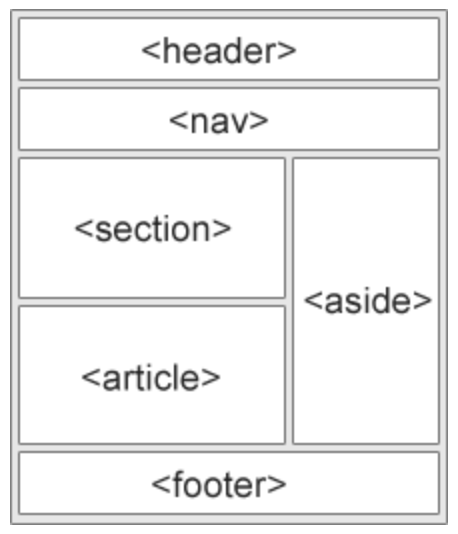 <header>
<nav>
<section>
<aside>
<article>
<footer>